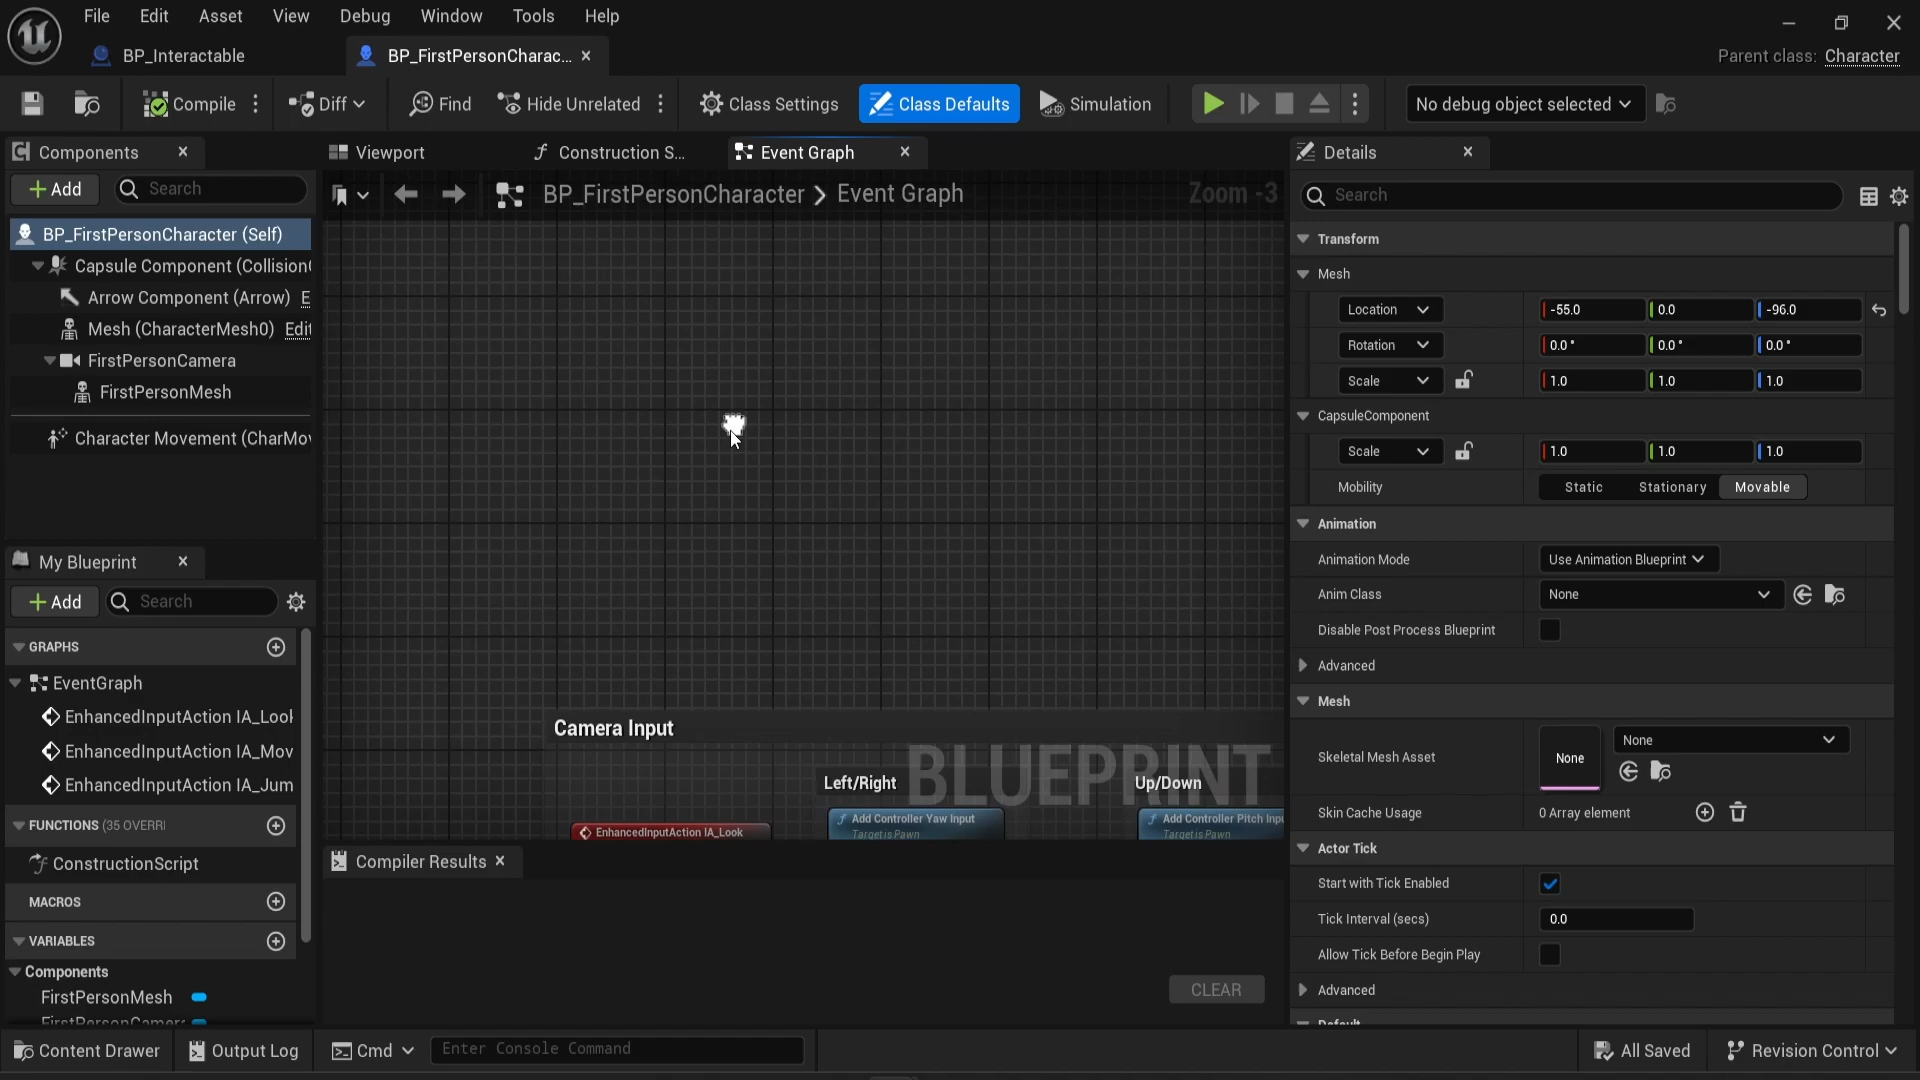 File Edit Asset View Debug Window Tools Help
BP_Interactable BP_FirstPersonCharac... Parent class: Character
Compile Diff Find Hide Unrelated Class Settings Class Defaults Simulation No debug object selected
Components Viewport Construction S... Event Graph Details
Add Search BP_FirstPersonCharacter > Event Graph Zoom -3 Search
BP_FirstPersonCharacter (Self)
Capsule Component (Collision
Arrow Component (Arrow) E
Mesh (CharacterMesh0) Edit
FirstPersonCamera
FirstPersonMesh
Character Movement (CharMov
My Blueprint
Add Search
GRAPHS
EventGraph
EnhancedInputAction IA_Look
EnhancedInputAction IA_Mov
EnhancedInputAction IA_Jum
FUNCTIONS (35 OVERRI
ConstructionScript
MACROS
VARIABLES
Components
FirstPersonMesh
FirstPersonCamera
Camera Input
BLUEPRINT
Left/Right Up/Down
Add Controller Yaw Input Add Controller Pitch Inpu
Target is Pawn Target is Pawn
EnhancedInputAction IA_Look
Compiler Results
CLEAR
Transform
Mesh
Location -55.0 0.0 -96.0
Rotation 0.0 ° 0.0 ° 0.0 °
Scale 1.0 1.0 1.0
CapsuleComponent
Scale 1.0 1.0 1.0
Mobility Static Stationary Movable
Animation
Animation Mode Use Animation Blueprint
Anim Class None
Disable Post Process Blueprint
Advanced
Mesh
Skeletal Mesh Asset None None
Skin Cache Usage 0 Array element
Actor Tick
Start with Tick Enabled
Tick Interval (secs) 0.0
Allow Tick Before Begin Play
Advanced
Default
Content Drawer Output Log Cmd Enter Console Command All Saved Revision Control